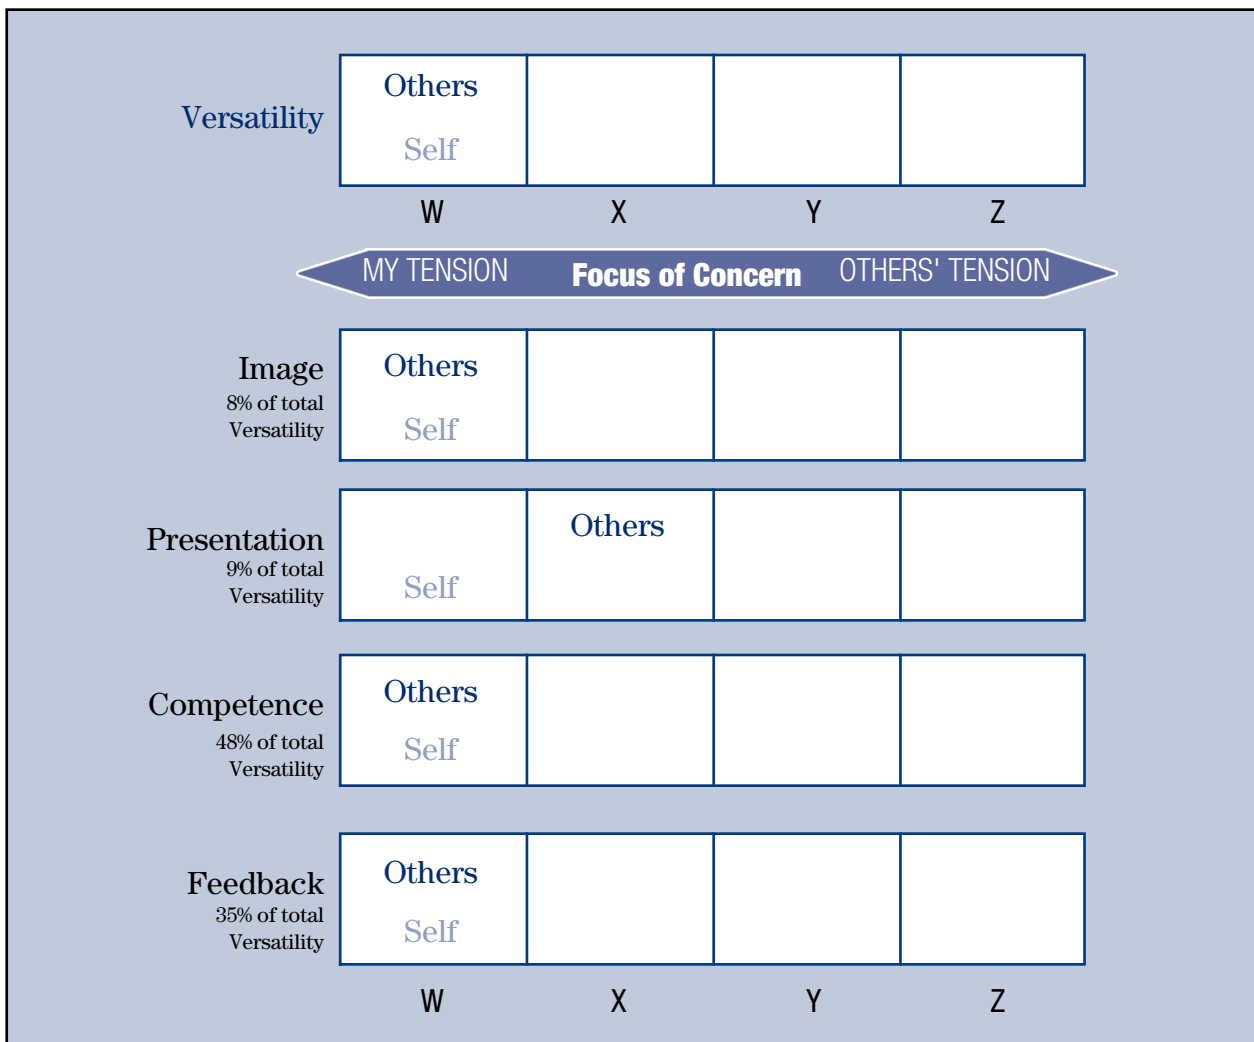 Others
Versatility
Self
W X Y Z
MY TENSION Focus of Concern OTHERS' TENSION
Image Others
8% of total
Versatility Self
Others
Presentation
9% of total
Versatility Self
Others
Competence
48% of total Self
Versatility
Others
Feedback
35% of total
Versatility Self
W X Y Z